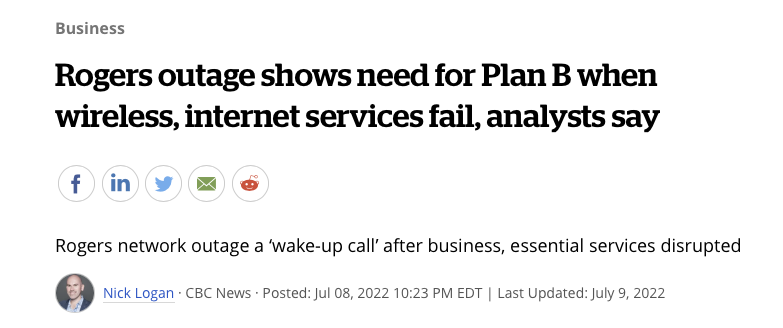 Business
Rogers outage shows need for Plan B when
wireless, internet services fail, analysts say
f
in
Rogers network outage a ‘wake-up call’ after business, essential services disrupted
Nick Logan · CBC News · Posted: Jul 08, 2022 10:23 PM EDT | Last Updated: July 9, 2022